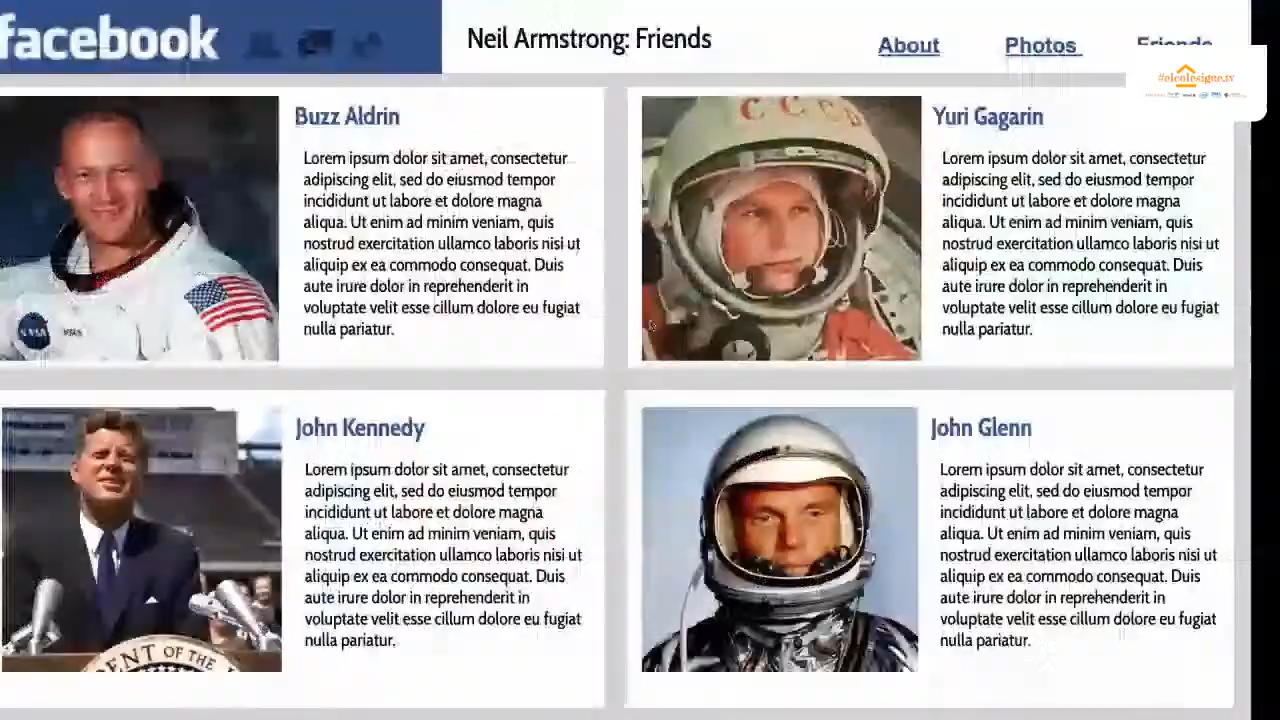 facebook
Neil Armstrong: Friends
About
Photos
Friends
#elcolesigue.tv
Buzz Aldrin
Lorem ipsum dolor sit amet, consectetur
adipiscing elit, sed do eiusmod tempor
incididunt ut labore et dolore magna
aliqua. Ut enim ad minim veniam, quis
nostrud exercitation ullamco laboris nisi ut
aliquip ex ea commodo consequat. Duis
aute irure dolor in reprehenderit in
voluptate velit esse cillum dolore eu fugiat
nulla pariatur.
NASA
Yuri Gagarin
Lorem ipsum dolor sit amet, consectetur
adipiscing elit, sed do eiusmod tempor
incididunt ut labore et dolore magna
aliqua. Ut enim ad minim veniam, quis
nostrud exercitation ullamco laboris nisi ut
aliquip ex ea commodo consequat. Duis
aute irure dolor in reprehenderit in
voluptate velit esse cillum dolore eu fugiat
nulla pariatur.
СССР
John Kennedy
Lorem ipsum dolor sit amet, consectetur
adipiscing elit, sed do eiusmod tempor
incididunt ut labore et dolore magna
aliqua. Ut enim ad minim veniam, quis
nostrud exercitation ullamco laboris nisi ut
aliquip ex ea commodo consequat. Duis
aute irure dolor in reprehenderit in
voluptate velit esse cillum dolore eu fugiat
nulla pariatur.
ENT OF THE
John Glenn
Lorem ipsum dolor sit amet, consectetur
adipiscing elit, sed do eiusmod tempor
incididunt ut labore et dolore magna
aliqua. Ut enim ad minim veniam, quis
nostrud exercitation ullamco laboris nisi ut
aliquip ex ea commodo consequat. Duis
aute irure dolor in reprehenderit in
voluptate velit esse cillum dolore eu fugiat
nulla pariatur.